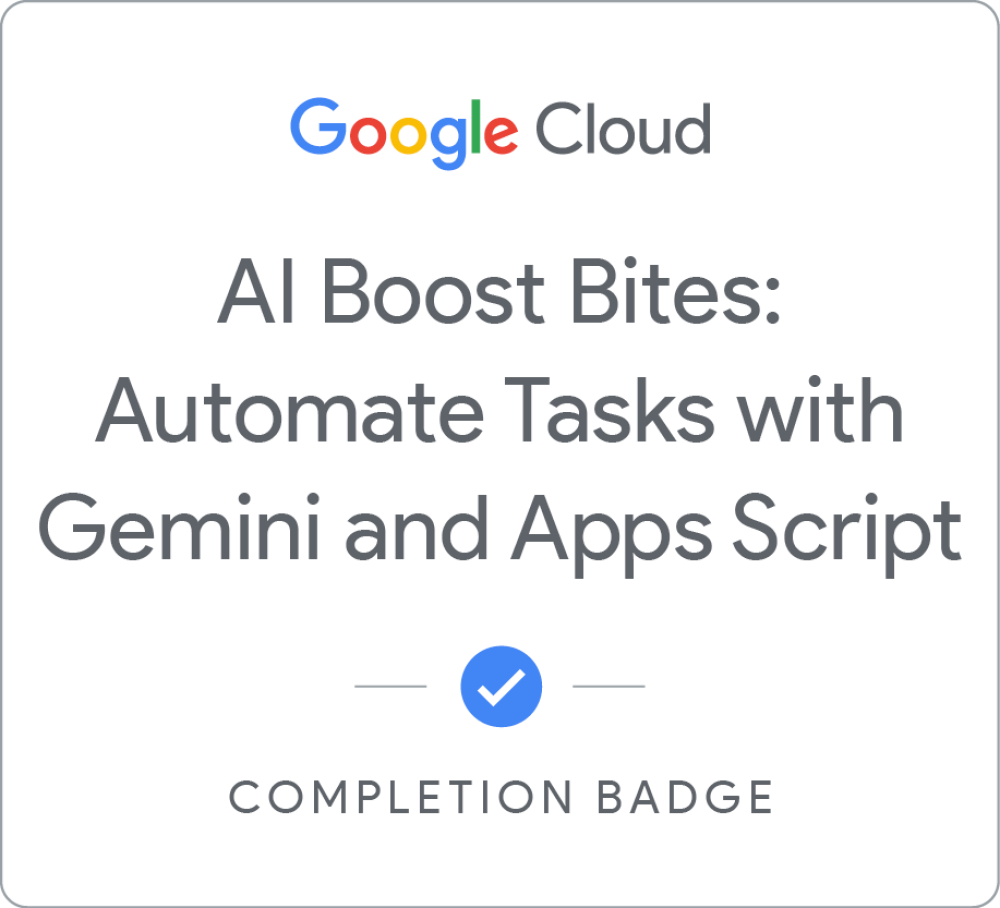 Google Cloud
AI Boost Bites:
Automate Tasks with
Gemini and Apps Script
COMPLETION BADGE